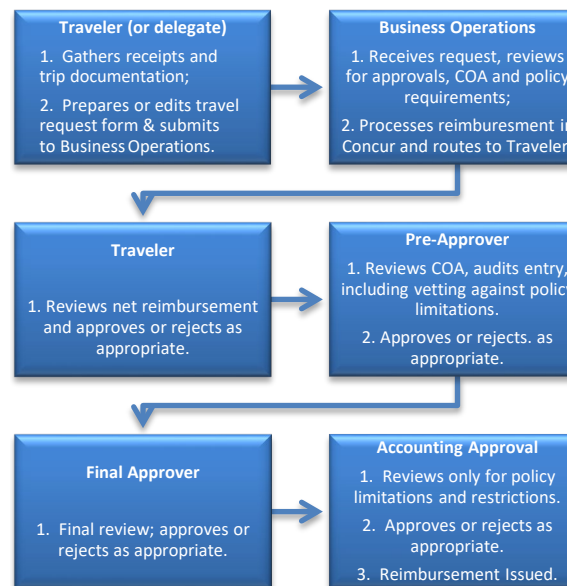 Traveler (or delegate)
1. Gathers receipts and
trip documentation;
2. Prepares or edits travel
request form & submits
to Business Operations.
Business Operations
1. Receives request, reviews
for approvals, COA and policy
requirements;
2. Processes reimburesment in
Concur and routes to Traveler
Traveler
1. Reviews net reimbursement
and approves or rejects as
appropriate.
Pre-Approver
1. Reviews COA, audits entry,
including vetting against policy
limitations.
2. Approves or rejects. as
appropriate.
Final Approver
1. Final review; approves or
rejects as appropriate.
Accounting Approval
1. Reviews only for policy
limitations and restrictions.
2. Approves or rejects as
appropriate.
3. Reimbursement Issued.